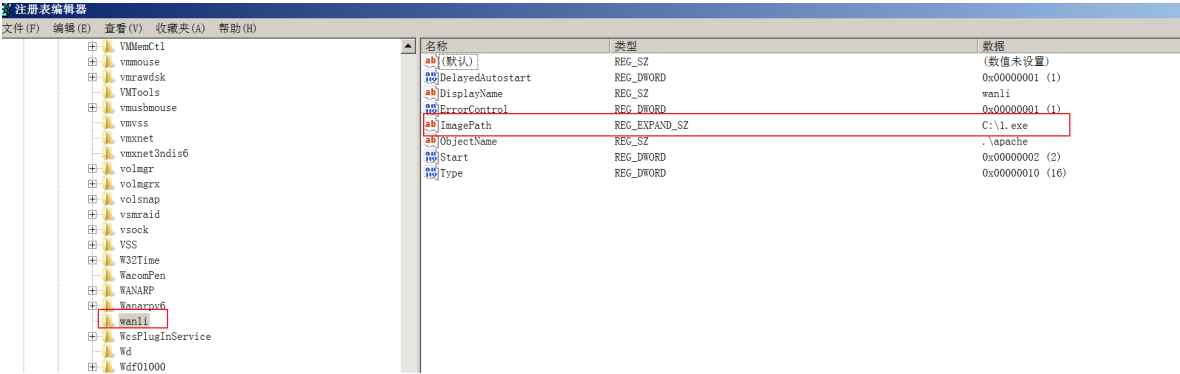 注册表编辑器
文件(F) 编辑(E) 查看(V) 收藏夹(A) 帮助(H)
VMMemCtl
vmmouse
vmrawdsk
VMTools
vmusbmouse
vmvss
vmxnet
vmxnet3ndis6
volmgr
volmgrx
volsnap
vsmraid
vsock
VSS
W32Time
WacomPen
WANARP
Wanarpv6
wanli
WcsPlugInService
Wd
Wdf01000
名称 类型 数据
(默认) REG_SZ (数值未设置)
DelayedAutostart REG_DWORD 0x00000001 (1)
DisplayName REG_SZ wanli
ErrorControl REG_DWORD 0x00000001 (1)
ImagePath REG_EXPAND_SZ C:\1.exe
ObjectName REG_SZ .\apache
Start REG_DWORD 0x00000002 (2)
Type REG_DWORD 0x00000010 (16)